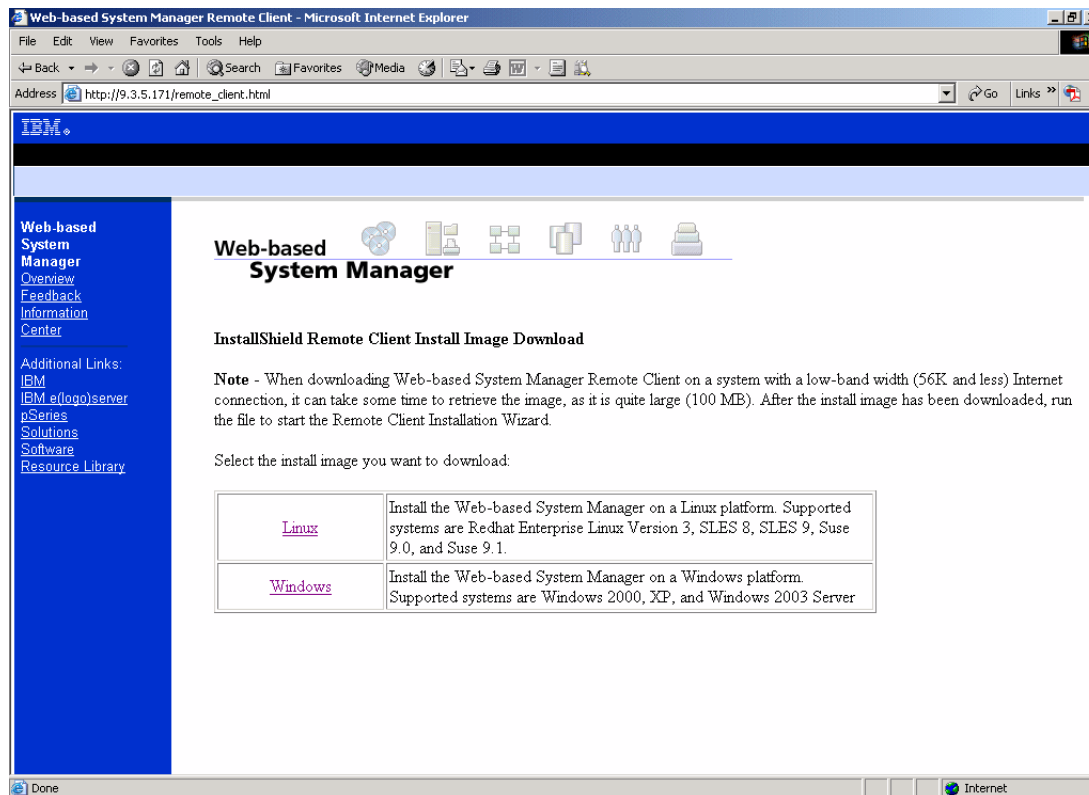 Web-based System Manager Remote Client - Microsoft Internet Explorer
File Edit View Favorites Tools Help
Back Search Favorites Media
Address http://9.3.5.171/remote_client.html Go Links »
IBM
Web-based
System
Manager
Overview
Feedback
Information
Center
Additional Links:
IBM
IBM e(logo)server
pSeries
Solutions
Software
Resource Library
Web-based
System Manager
InstallShield Remote Client Install Image Download
Note - When downloading Web-based System Manager Remote Client on a system with a low-band width (56K and less) Internet
connection, it can take some time to retrieve the image, as it is quite large (100 MB). After the install image has been downloaded, run
the file to start the Remote Client Installation Wizard.
Select the install image you want to download:
Linux
Install the Web-based System Manager on a Linux platform. Supported
systems are Redhat Enterprise Linux Version 3, SLES 8, SLES 9, Suse
9.0, and Suse 9.1.
Windows
Install the Web-based System Manager on a Windows platform.
Supported systems are Windows 2000, XP, and Windows 2003 Server
Done Internet